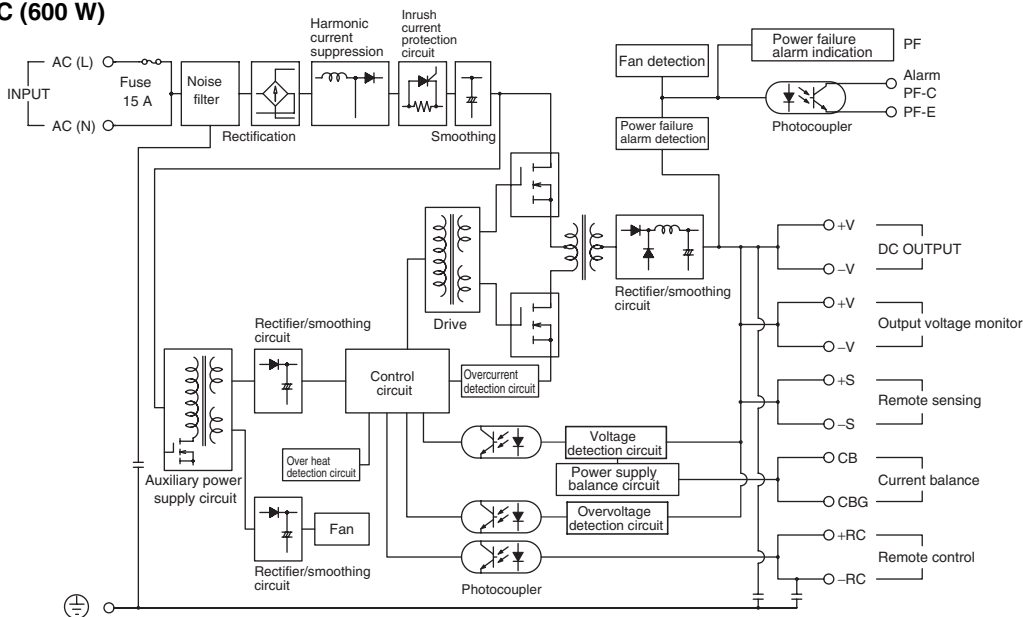 C (600 W)
AC (L)
INPUT
AC (N)
Fuse
15 A
Noise
filter
Rectification
Harmonic
current
suppression
Inrush
current
protection
circuit
Smoothing
Fan detection
Power failure
alarm indication
PF
Alarm
PF-C
PF-E
Photocoupler
Power failure
alarm detection
Drive
Rectifier/smoothing
circuit
+V
DC OUTPUT
–V
+V
Output voltage monitor
–V
+S
Remote sensing
–S
CB
Current balance
CBG
+RC
Remote control
–RC
Rectifier/smoothing
circuit
Control
circuit
Overcurrent
detection circuit
Auxiliary power
supply circuit
Over heat
detection circuit
Voltage
detection circuit
Power supply
balance circuit
Overvoltage
detection circuit
Fan
Rectifier/smoothing
circuit
Photocoupler